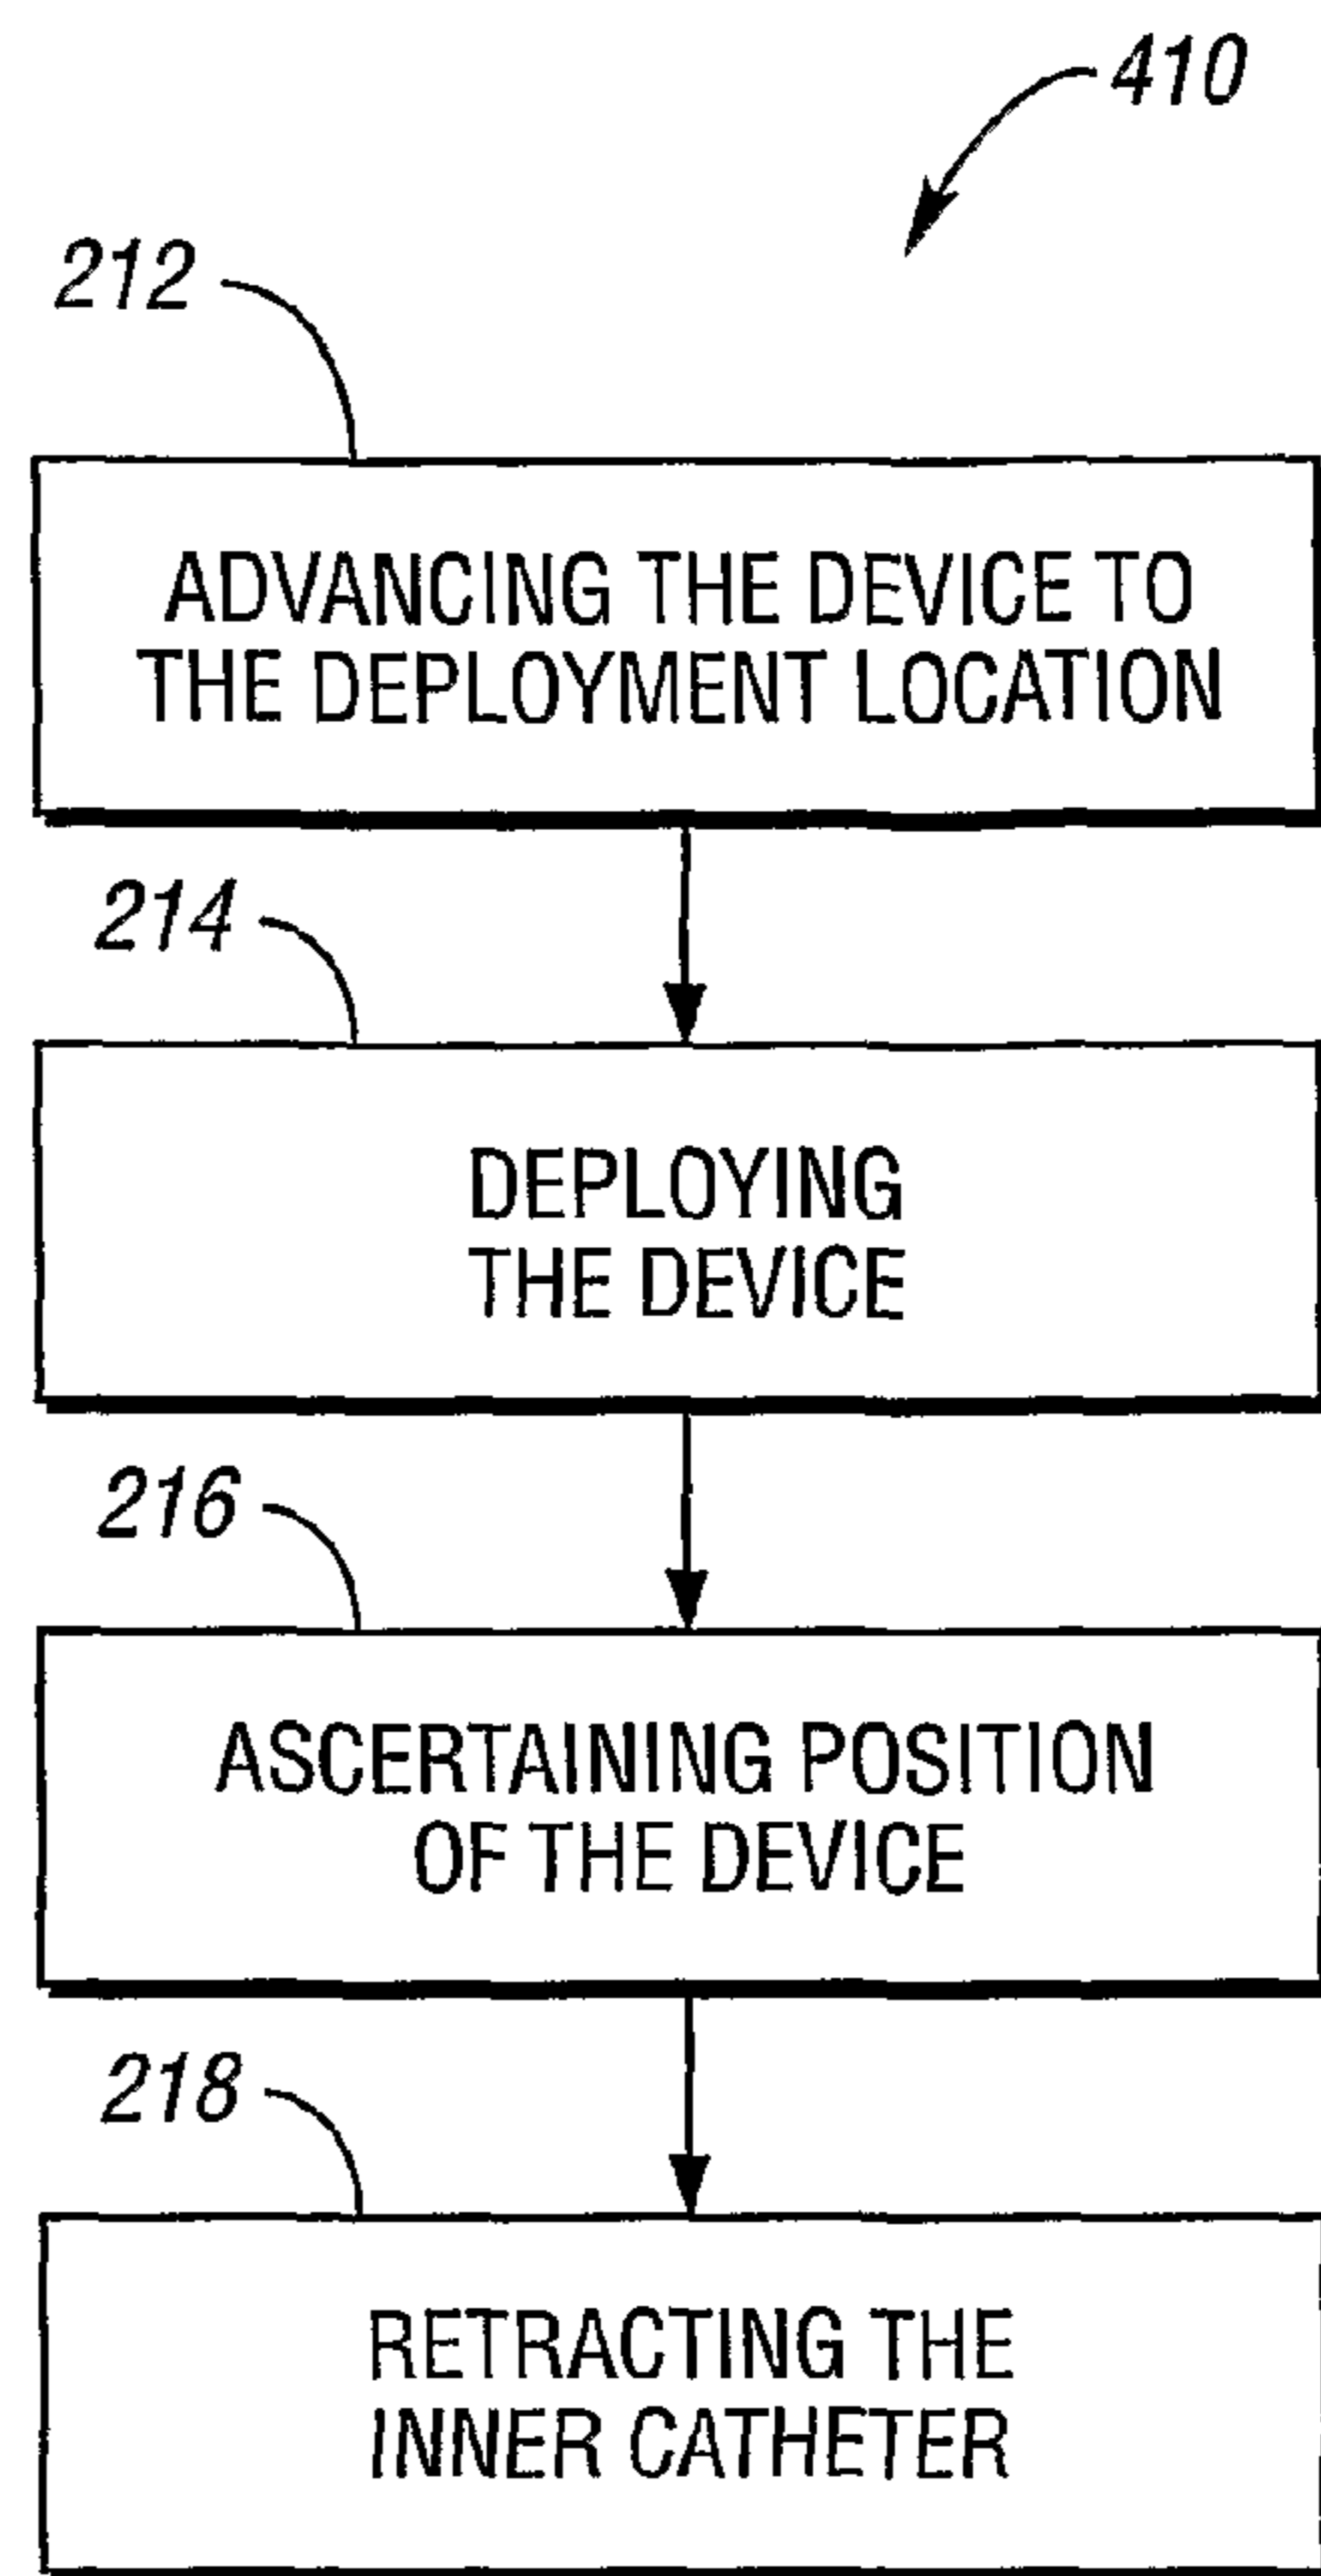 410
212
ADVANCING THE DEVICE TO
THE DEPLOYMENT LOCATION
214
DEPLOYING
THE DEVICE
216
ASCERTAINING POSITION
OF THE DEVICE
218
RETRACTING THE
INNER CATHETER